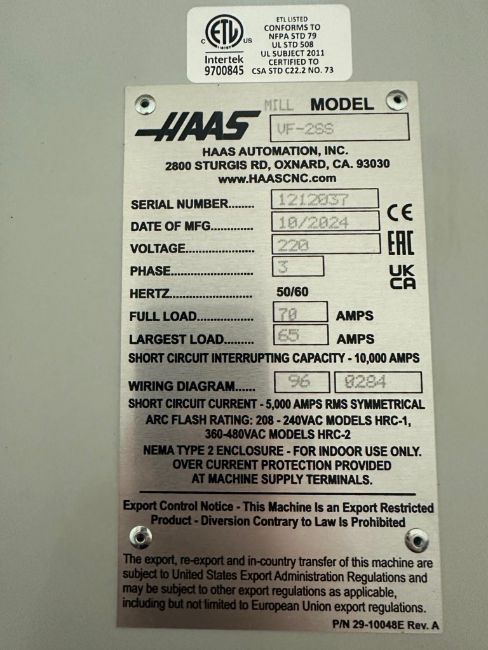 ETL LISTED
CONFORMS TO
NFPA STD 79
UL STD 508
UL SUBJECT 2011
CERTIFIED TO
CSA STD C22.2 NO. 73
C ETL US
Intertek
9700845
HAAS
MILL MODEL
VF-2SS
HAAS AUTOMATION, INC.
2800 STURGIS RD, OXNARD, CA. 93030
www.HAASCNC.com
SERIAL NUMBER........ 1212037
DATE OF MFG............. 10/2024
VOLTAGE..................... 220
PHASE.......................... 3
HERTZ.......................... 50/60
FULL LOAD.................. 70 AMPS
LARGEST LOAD......... 65 AMPS
CE
EAC
UK
CA
SHORT CIRCUIT INTERRUPTING CAPACITY - 10,000 AMPS
WIRING DIAGRAM...... 96 0284
SHORT CIRCUIT CURRENT - 5,000 AMPS RMS SYMMETRICAL
ARC FLASH RATING: 208 - 240VAC MODELS HRC-1,
360-480VAC MODELS HRC-2
NEMA TYPE 2 ENCLOSURE - FOR INDOOR USE ONLY.
OVER CURRENT PROTECTION PROVIDED
AT MACHINE SUPPLY TERMINALS.
Export Control Notice - This Machine Is an Export Restricted
Product - Diversion Contrary to Law Is Prohibited
The export, re-export and in-country transfer of this machine are
subject to United States Export Administration Regulations and
may be subject to other export regulations as applicable,
including but not limited to European Union export regulations.
P/N 29-10048E Rev. A